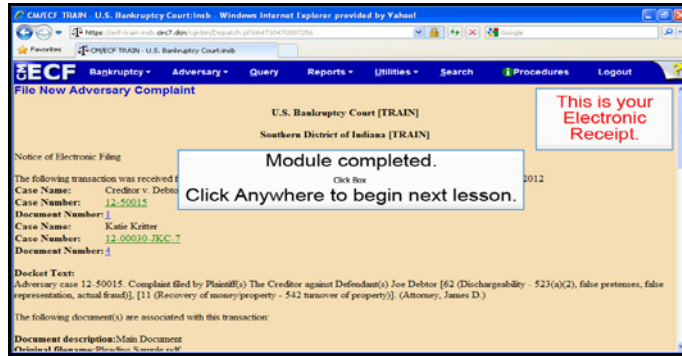 CM/ECF TRAIN - U.S. Bankruptcy Court:insb - Windows Internet Explorer provided by Yahoo!
Google
Favorites CM/ECF TRAIN - U.S. Bankruptcy Court:insb
ECF Bankruptcy Adversary Query Reports Utilities Search Procedures Logout ?
File New Adversary Complaint
This is your
Electronic
Receipt.
U.S. Bankruptcy Court [TRAIN]
Southern District of Indiana [TRAIN]
Notice of Electronic Filing
Module completed.
Click Box
Click Anywhere to begin next lesson.
The following transaction was received f 2012
Case Name: Creditor v. Debto
Case Number: 12-50015
Document Number: 1
Case Name: Katie Kritter
Case Number: 12-00030-JKC-7
Document Number: 4
Docket Text:
Adversary case 12-50015. Complaint filed by Plaintiff(s) The Creditor against Defendant(s) Joe Debtor [62 (Dischargeability - 523(a)(2), false pretenses, false
representation, actual fraud)], [11 (Recovery of money/property - 542 turnover of property)]. (Attorney, James D.)
The following document(s) are associated with this transaction:
Document description:Main Document
Original filename:Pleading Sample.pdf